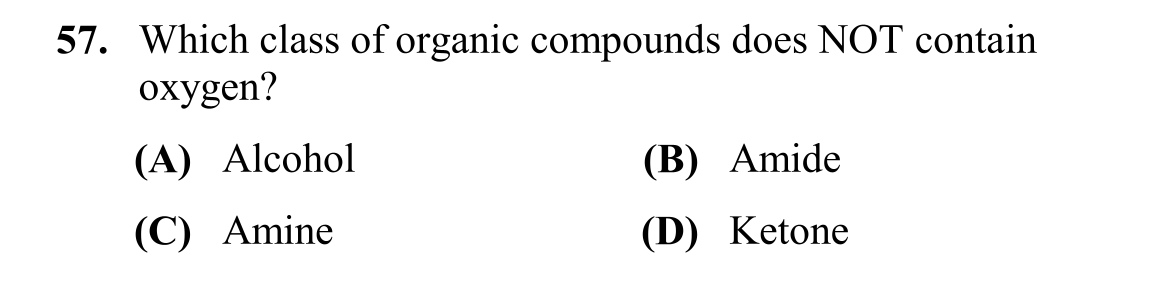 57. Which class of organic compounds does NOT contain
oxygen?
(A) Alcohol (B) Amide
(C) Amine (D) Ketone